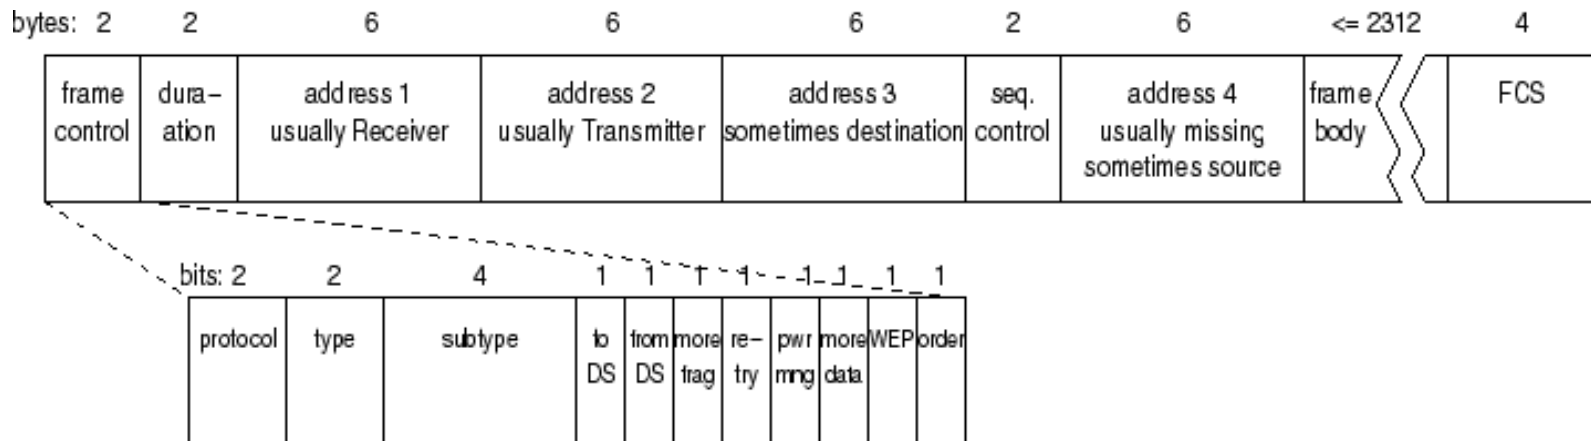 bytes: 2 2 6 6 6 2 6 <= 2312 4
frame dura– address 1 address 2 address 3 seq. address 4 frame FCS
control ation usually Receiver usually Transmitter sometimes destination control usually missing body
sometimes source
bits: 2 2 4 1 1 1 1 1 1 1 1
protocol type subtype to from more re– pwr more WEP order
DS DS frag try mng data